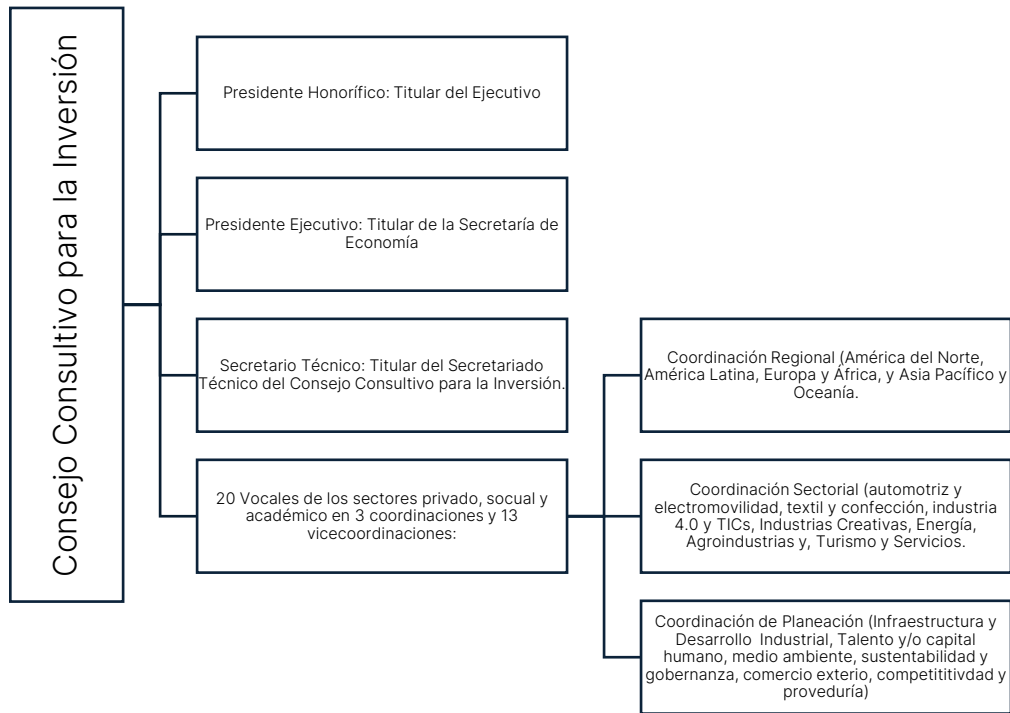 Consejo Consultivo para la Inversión
Presidente Honorífico: Titular del Ejecutivo
Presidente Ejecutivo: Titular de la Secretaría de
Economía
Secretario Técnico: Titular del Secretariado
Técnico del Consejo Consultivo para la Inversión.
20 Vocales de los sectores privado, socual y
académico en 3 coordinaciones y 13
vicecoordinaciones:
Coordinación Regional (América del Norte,
América Latina, Europa y África, y Asia Pacífico y
Oceanía.
Coordinación Sectorial (automotriz y
electromovilidad, textil y confección, industria
4.0 y TICs, Industrias Creativas, Energía,
Agroindustrias y, Turismo y Servicios.
Coordinación de Planeación (Infraestructura y
Desarrollo  Industrial, Talento y/o capital
humano, medio ambiente, sustentabilidad y
gobernanza, comercio exterio, competititivdad y
proveduría)